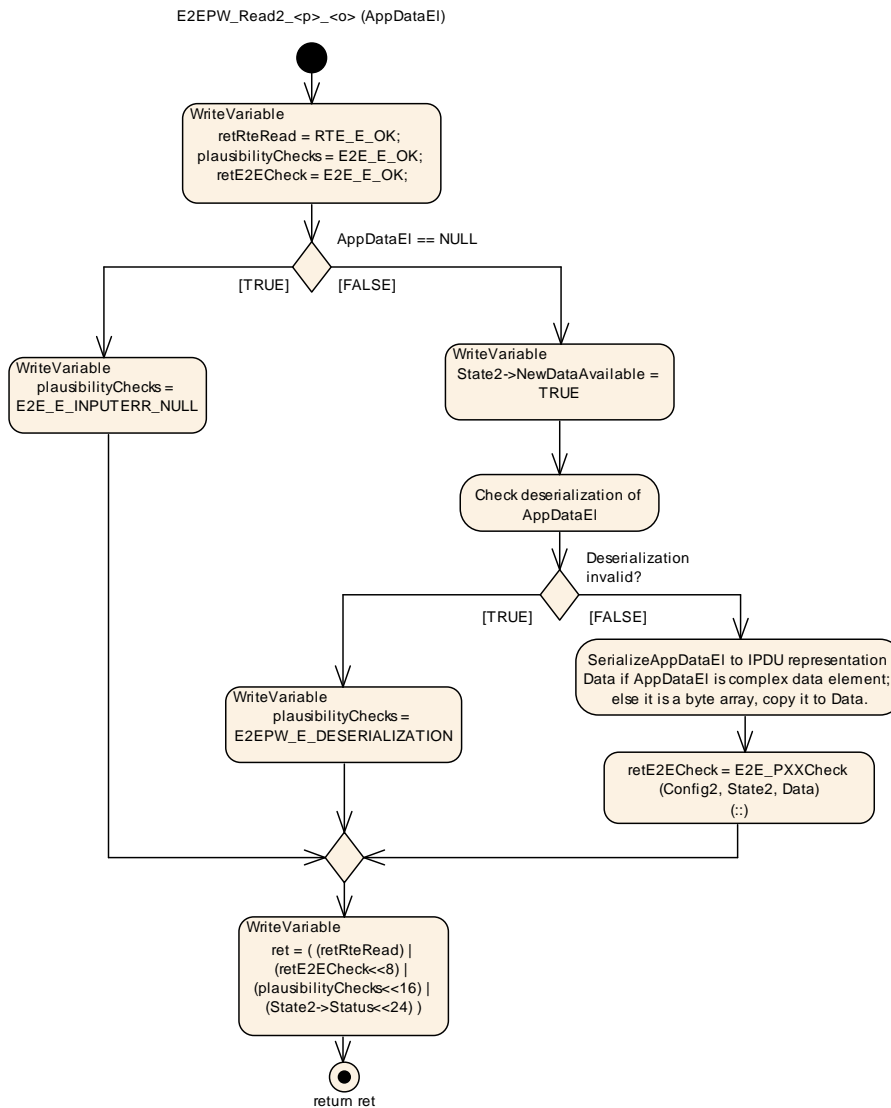 E2EPW_Read2_<p>_<o> (AppDataEl)
WriteVariable
retRteRead = RTE_E_OK;
plausibilityChecks = E2E_E_OK;
retE2ECheck = E2E_E_OK;
AppDataEl == NULL
[TRUE]
[FALSE]
WriteVariable
plausibilityChecks =
E2E_E_INPUTERR_NULL
WriteVariable
State2->NewDataAvailable =
TRUE
Check deserialization of
AppDataEl
Deserialization
invalid?
[TRUE]
[FALSE]
SerializeAppDataEl to IPDU representation
Data if AppDataEl is complex data element;
else it is a byte array, copy it to Data.
WriteVariable
plausibilityChecks =
E2EPW_E_DESERIALIZATION
retE2ECheck = E2E_PXXCheck
(Config2, State2, Data)
(::)
WriteVariable
ret = ( (retRteRead) |
(retE2ECheck<<8) |
(plausibilityChecks<<16) |
(State2->Status<<24) )
return ret